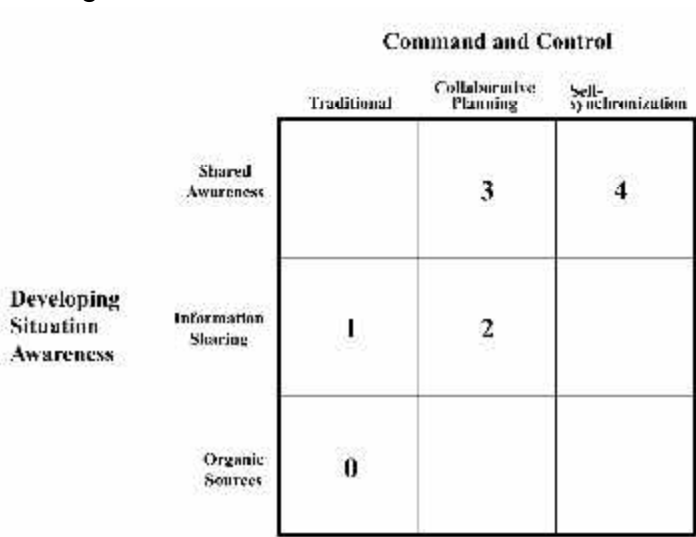 Command and Control
Traditional
Collaborative
Planning
Self-
synchronization
Shared
Awareness
3
4
Developing
Situation
Awareness
Information
Sharing
1
2
Organic
Sources
0